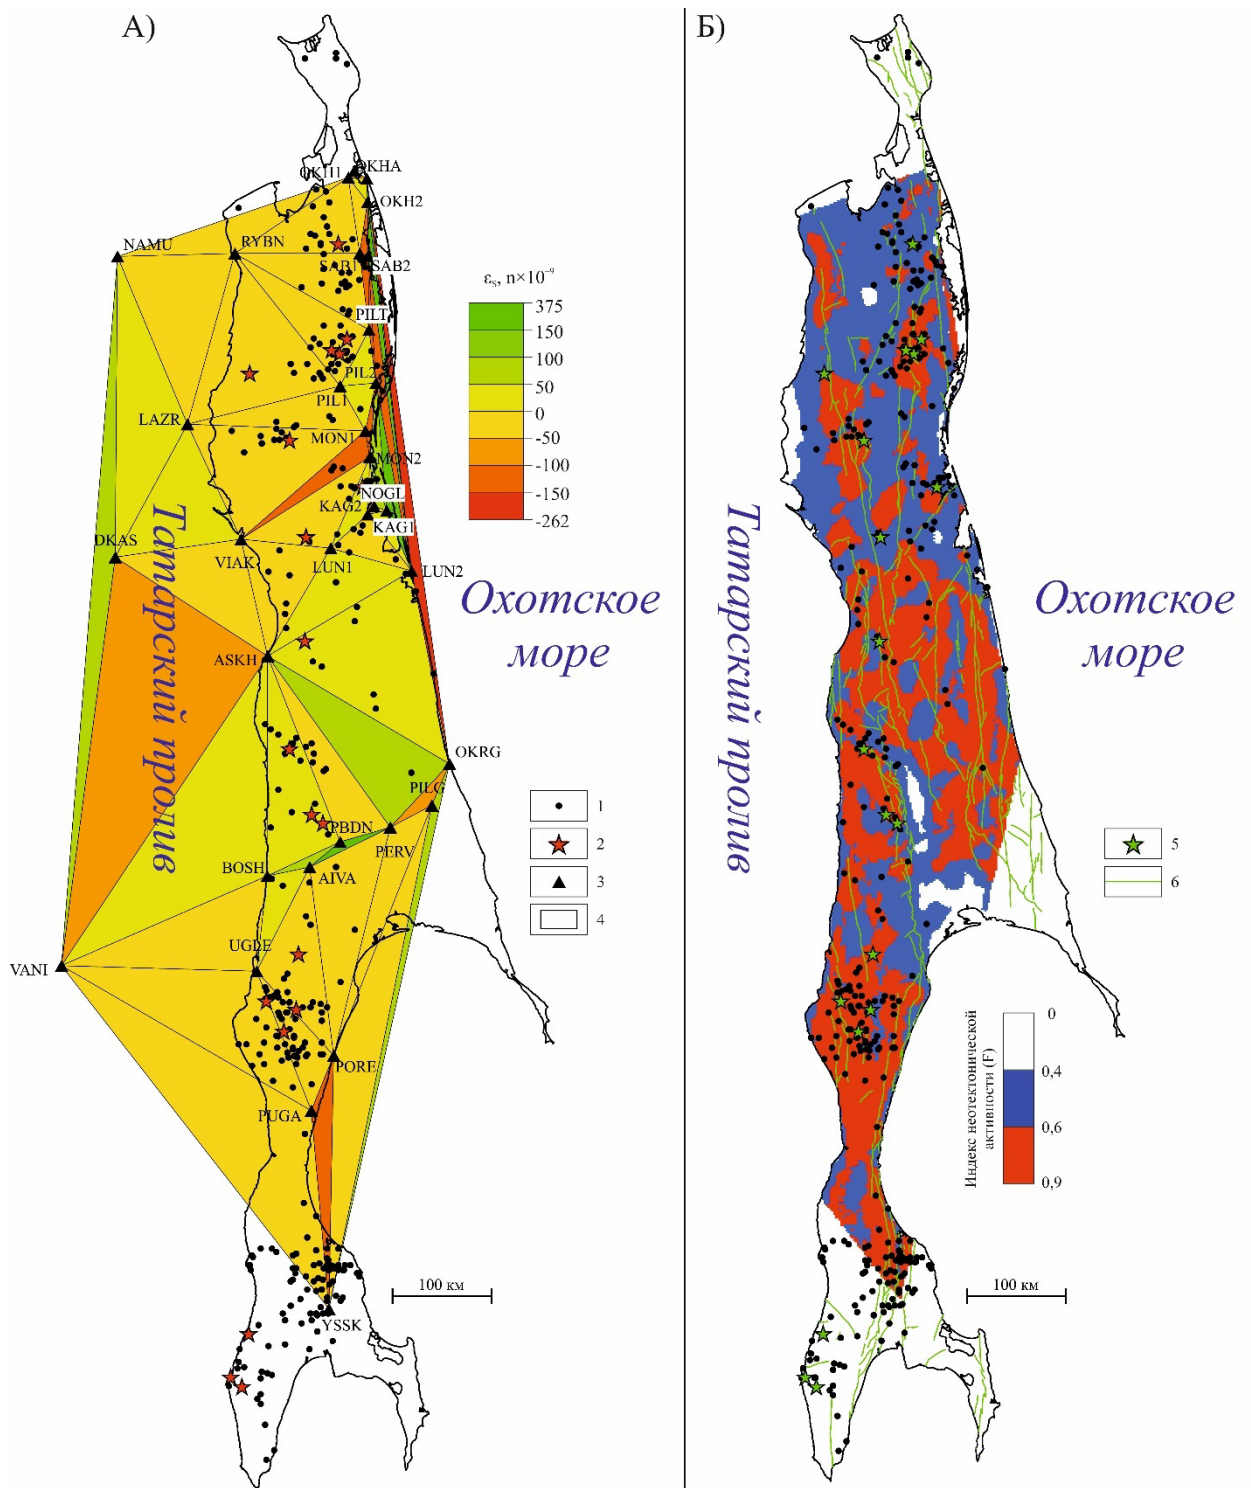 А)
OKH1
OKHA
OKH2
NAMU
RYBN
SAB1
SAB2
PILT
PIL2
PIL1
LAZR
MON1
MON2
NOGL
KAG2
KAG1
DKAS
VIAK
LUN1
LUN2
ASKH
OKRG
PILG
PBDN
PERV
BOSH
AIVA
UGLE
VANI
PORE
PUGA
YSSK
Татарский пролив
Охотское
море
εs, n×10⁻⁹
375
150
100
50
0
-50
-100
-150
-262
1
2
3
4
100 км
Б)
Татарский пролив
Охотское
море
5
6
Индекс неотектонической
активности (F)
0
0,4
0,6
0,9
100 км